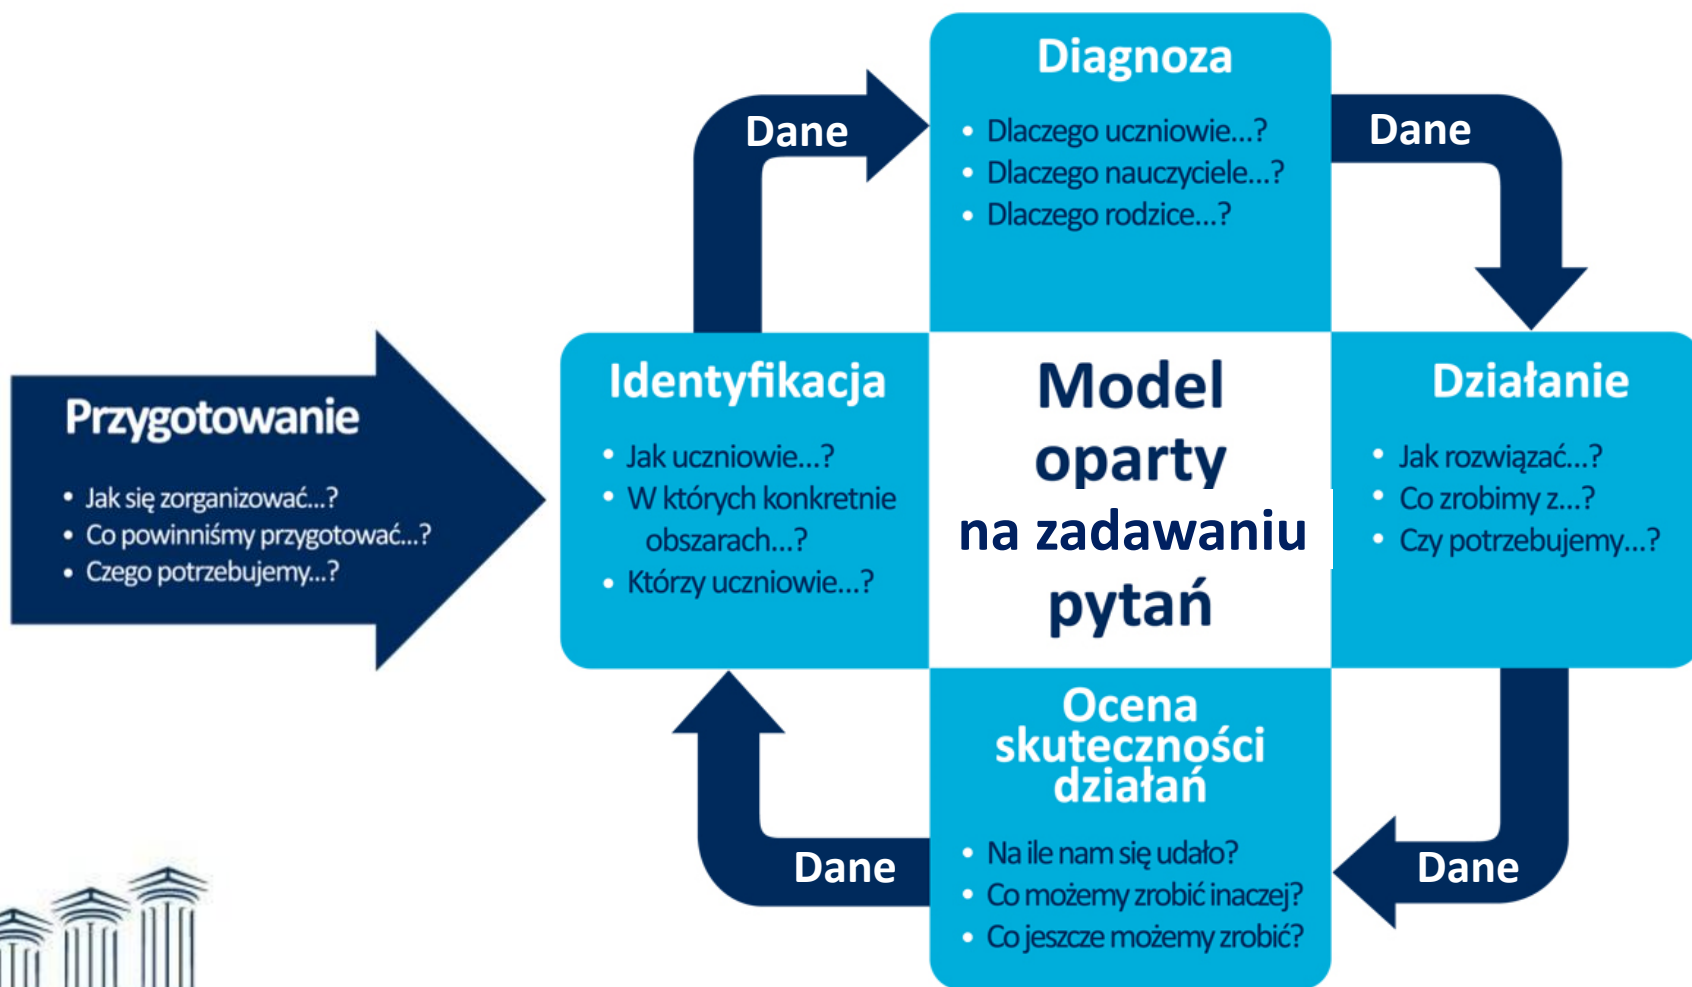 Diagnoza
• Dlaczego uczniowie...?
• Dlaczego nauczyciele...?
• Dlaczego rodzice...?
Dane
Dane
Przygotowanie
• Jak się zorganizować...?
• Co powinniśmy przygotować...?
• Czego potrzebujemy...?
Identyfikacja
• Jak uczniowie...?
• W których konkretnie
obszarach...?
• Którzy uczniowie...?
Model
oparty
na zadawaniu
pytań
Działanie
• Jak rozwiązać...?
• Co zrobimy z...?
• Czy potrzebujemy...?
Ocena
skuteczności
działań
• Na ile nam się udało?
• Co możemy zrobić inaczej?
• Co jeszcze możemy zrobić?
Dane
Dane